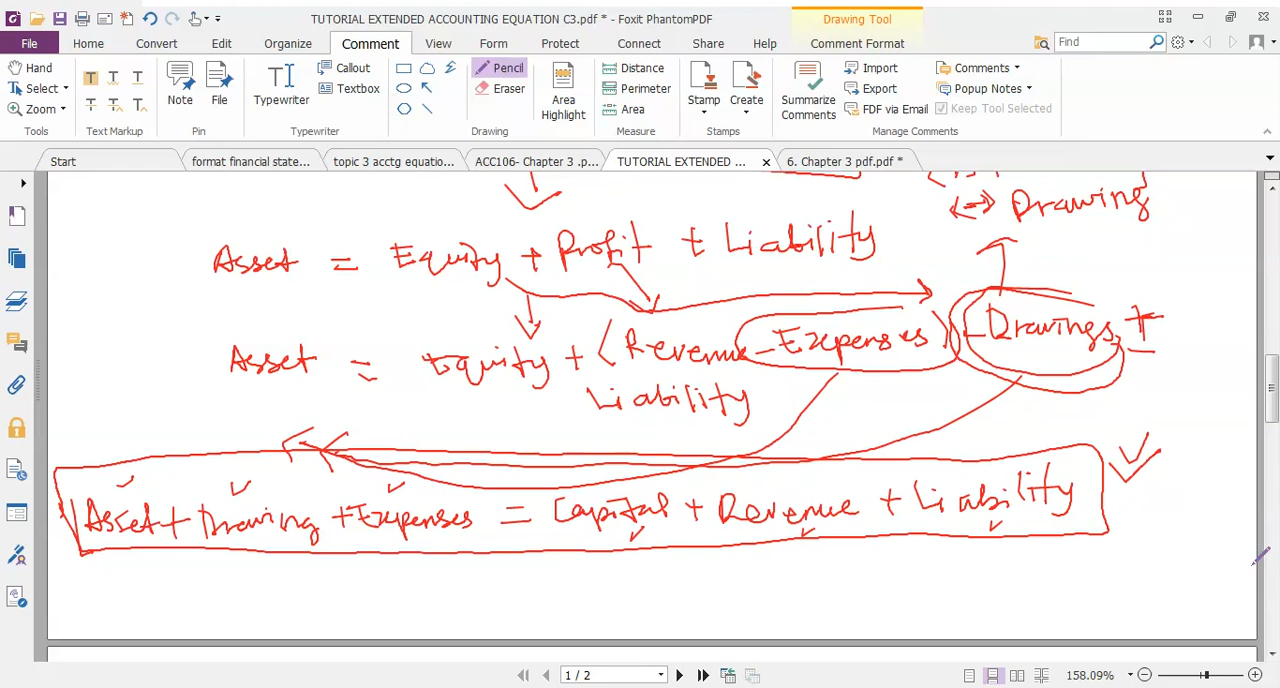 TUTORIAL EXTENDED ACCOUNTING EQUATION C3.pdf * - Foxit PhantomPDF
Drawing Tool
File Home Convert Edit Organize Comment View Form Protect Connect Share Help Comment Format Find
Hand
Select
Zoom
Tools
T T T
T T T
Text Markup
Note
File
Pin
Typewriter
Callout
Textbox
Typewriter
Pencil
Eraser
Drawing
Area Highlight
Distance
Perimeter
Area
Measure
Stamp
Create
Stamps
Summarize Comments
Import
Export
FDF via Email
Comments
Popup Notes
Keep Tool Selected
Manage Comments
Start
format financial state...
topic 3 acctg equatio...
ACC106- Chapter 3 .p...
TUTORIAL EXTENDED ...
6. Chapter 3 pdf.pdf *
Drawing
Asset = Equity + Profit + Liability
Asset = Equity + (Revenue - Expenses) - Drawings +
Liability
Asset + Drawing + Expenses = Capital + Revenue + Liability
1 / 2
158.09%